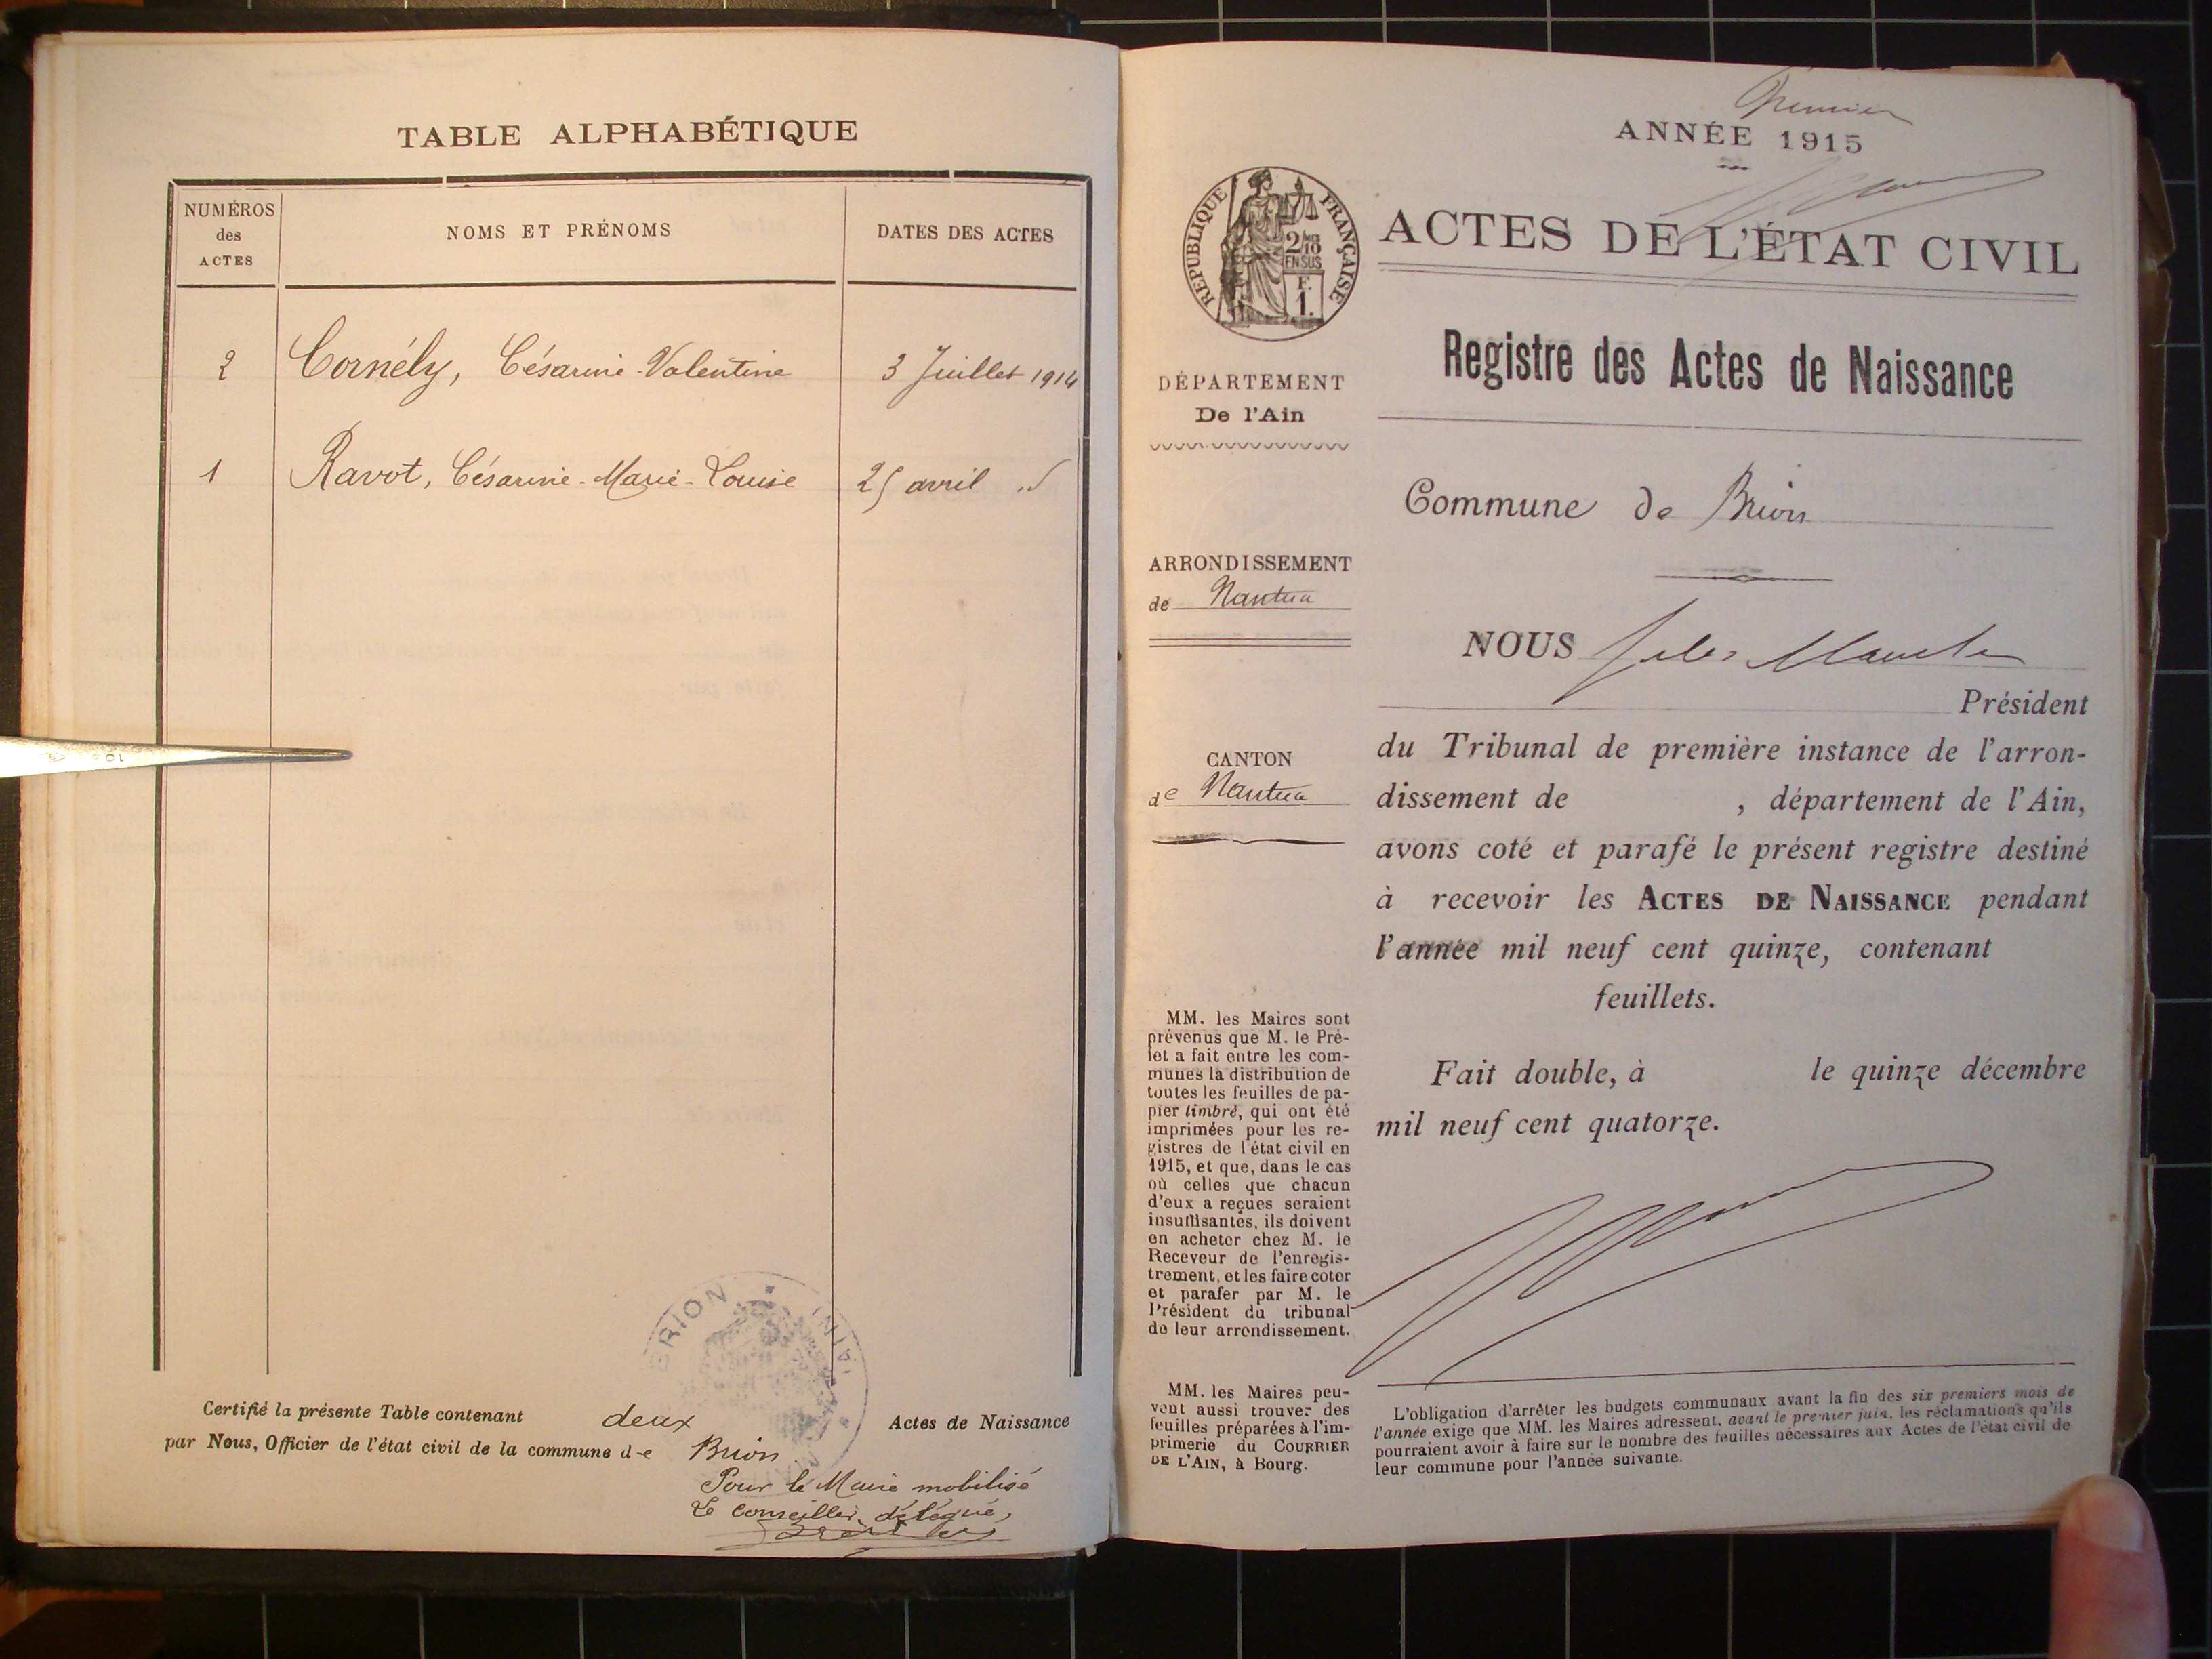 TABLE ALPHABÉTIQUE
NUMÉROS
des
ACTES
NOMS ET PRÉNOMS
DATES DES ACTES
2 Cornély, Césarine-Valentine 3 Juillet 1914
1 Ravot, Césarine-Marie-Louise 25 avril
BRION
(AIN)
Certifié la présente Table contenant deux Actes de Naissance
par Nous, Officier de l'état civil de la commune de Brion
Pour le Maire mobilisé
Le Conseiller délégué,
Premier
ANNÉE 1915
RÉPUBLIQUE FRANÇAISE
2/10
EN SUS
F.
1.
ACTES DE L'ÉTAT CIVIL
Registre des Actes de Naissance
DÉPARTEMENT
De l'Ain
Commune de Brion
ARRONDISSEMENT
de Nantua
CANTON
de Nantua
NOUS Jules
Président
du Tribunal de première instance de l'arron-
dissement de , département de l'Ain,
avons coté et parafé le présent registre destiné
à recevoir les ACTES DE NAISSANCE pendant
l'année mil neuf cent quinze, contenant
feuillets.
Fait double, à le quinze décembre
mil neuf cent quatorze.
MM. les Maires sont
prévenus que M. le Pré-
fet a fait entre les com-
munes la distribution de
toutes les feuilles de pa-
pier timbré, qui ont été
imprimées pour les re-
gistres de l'état civil en
1915, et que, dans le cas
où celles que chacun
d'eux a reçues seraient
insuffisantes, ils doivent
en acheter chez M. le
Receveur de l'enregis-
trement, et les faire coter
et parafer par M. le
Président du tribunal
de leur arrondissement.
MM. les Maires peu-
vent aussi trouver des
feuilles préparées à l'im-
primerie du COURRIER
DE L'AIN, à Bourg.
L'obligation d'arrêter les budgets communaux avant la fin des six premiers mois de
l'année exige que MM. les Maires adressent, avant le premier juin, les réclamations qu'ils
pourraient avoir à faire sur le nombre des feuilles nécessaires aux Actes de l'état civil de
leur commune pour l'année suivante.